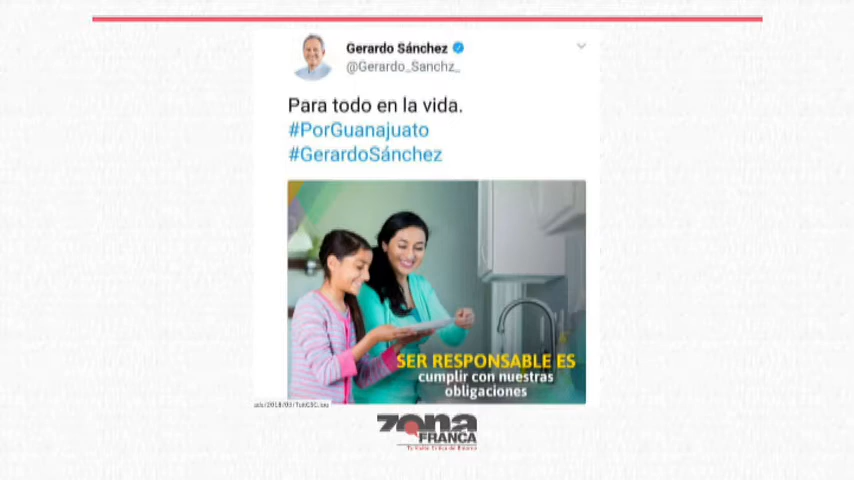 Gerardo Sánchez
@Gerardo_Sanchz_
Para todo en la vida.
#PorGuanajuato
#GerardoSánchez
SER RESPONSABLE ES
cumplir con nuestras
obligaciones
zona
FRANCA